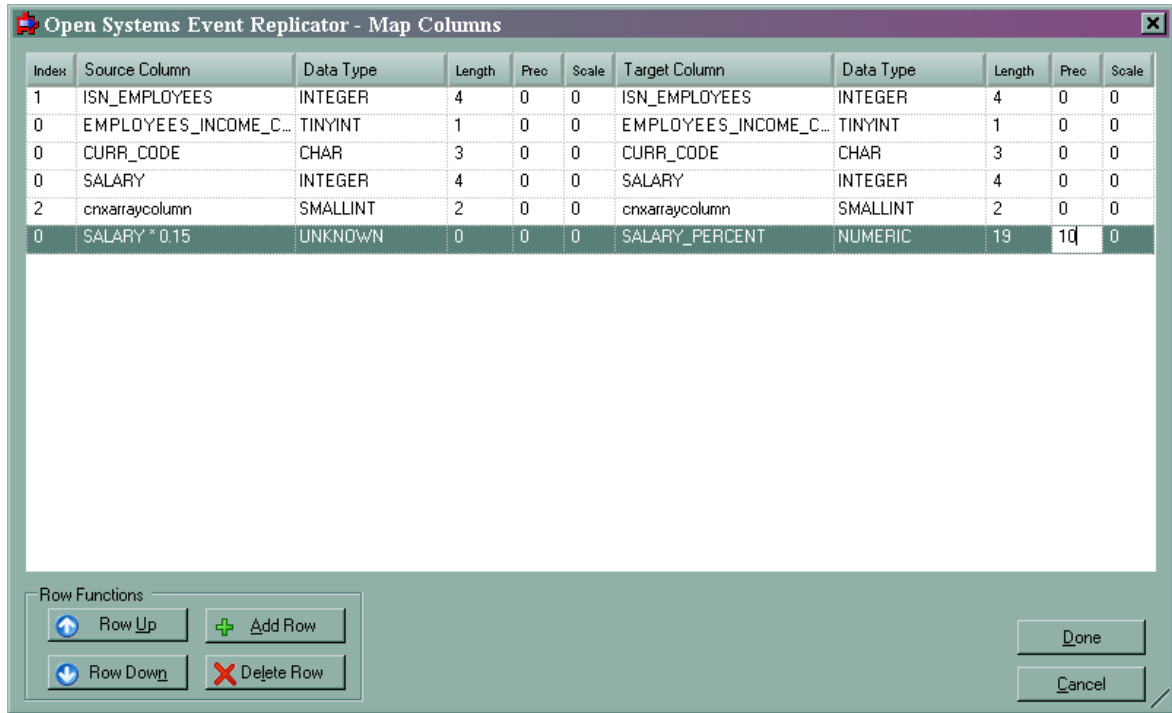 Open Systems Event Replicator - Map Columns
Index Source Column Data Type Length Prec Scale Target Column Data Type Length Prec Scale
1 ISN_EMPLOYEES INTEGER 4 0 0 ISN_EMPLOYEES INTEGER 4 0 0
0 EMPLOYEES_INCOME_C... TINYINT 1 0 0 EMPLOYEES_INCOME_C... TINYINT 1 0 0
0 CURR_CODE CHAR 3 0 0 CURR_CODE CHAR 3 0 0
0 SALARY INTEGER 4 0 0 SALARY INTEGER 4 0 0
2 cnxarraycolumn SMALLINT 2 0 0 cnxarraycolumn SMALLINT 2 0 0
0 SALARY * 0.15 UNKNOWN 0 0 0 SALARY_PERCENT NUMERIC 19 10 0
Row Functions
Row Up Add Row
Row Down Delete Row
Done
Cancel